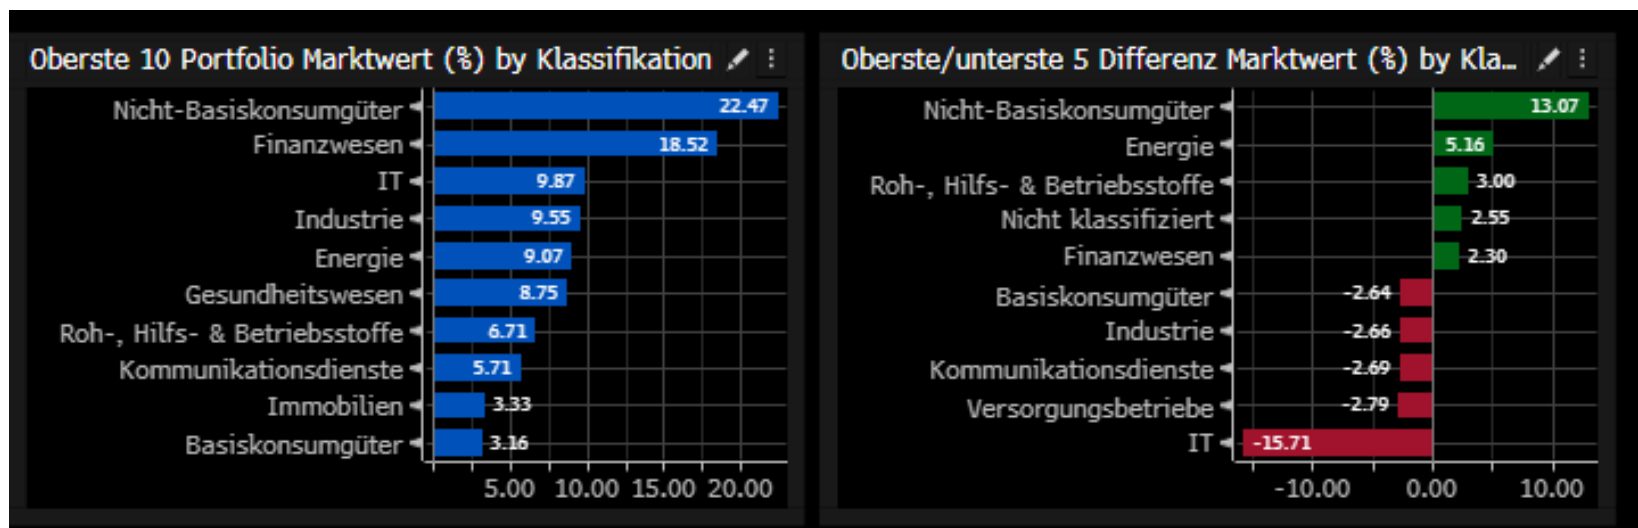 Oberste 10 Portfolio Marktwert (%) by Klassifikation
Nicht-Basiskonsumgüter 22.47
Finanzwesen 18.52
IT 9.87
Industrie 9.55
Energie 9.07
Gesundheitswesen 8.75
Roh-, Hilfs- & Betriebsstoffe 6.71
Kommunikationsdienste 5.71
Immobilien 3.33
Basiskonsumgüter 3.16
5.00 10.00 15.00 20.00
Oberste/unterste 5 Differenz Marktwert (%) by Kla...
Nicht-Basiskonsumgüter 13.07
Energie 5.16
Roh-, Hilfs- & Betriebsstoffe 3.00
Nicht klassifiziert 2.55
Finanzwesen 2.30
Basiskonsumgüter -2.64
Industrie -2.66
Kommunikationsdienste -2.69
Versorgungsbetriebe -2.79
IT -15.71
-10.00 0.00 10.00